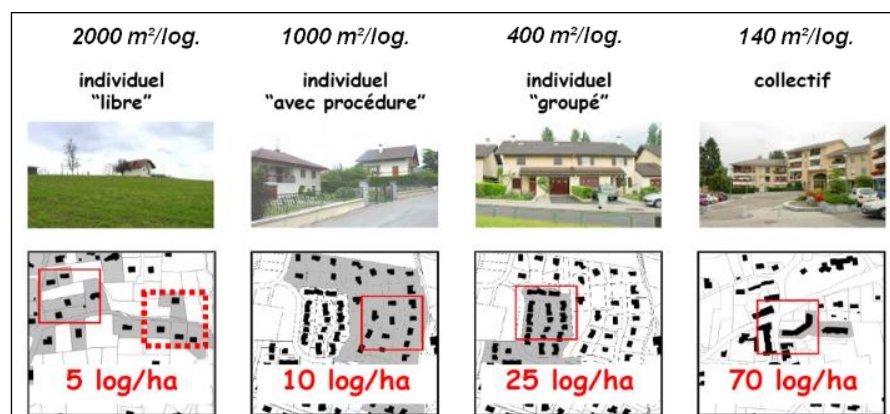 2000 m²/log.
1000 m²/log.
400 m²/log.
140 m²/log.
individuel
"libre"
individuel
"avec procédure"
individuel
"groupé"
collectif
5 log/ha
10 log/ha
25 log/ha
70 log/ha